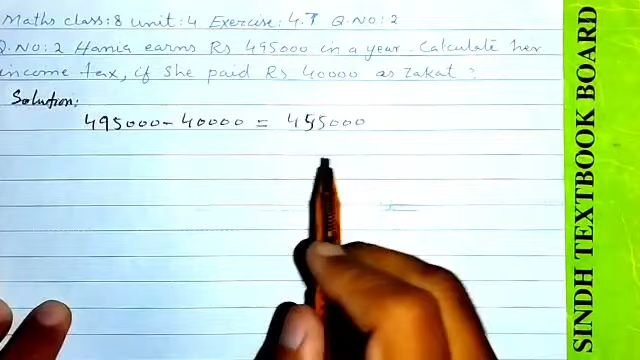 Maths class:8 unit:4 Exercise:4.7 Q.NO:2
Q.NO:2 Hania earns Rs 495000 in a year. Calculate her
income tax, if She paid Rs 40000 as Zakat?
Solution:
495000 - 40000 = 455000
SINDH TEXTBOOK BOARD